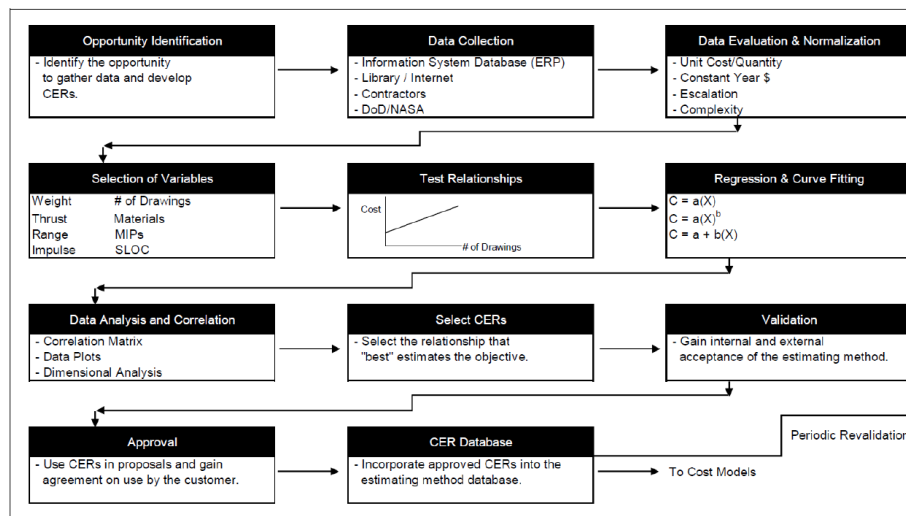 Opportunity Identification
- Identify the opportunity
to gather data and develop
CERs.
Data Collection
- Information System Database (ERP)
- Library / Internet
- Contractors
- DoD/NASA
Data Evaluation & Normalization
- Unit Cost/Quantity
- Constant Year $
- Escalation
- Complexity
Selection of Variables
Weight # of Drawings
Thrust Materials
Range MIPs
Impulse SLOC
Test Relationships
Cost
# of Drawings
Regression & Curve Fitting
C = a(X)
C = a(X)^b
C = a + b(X)
Data Analysis and Correlation
- Correlation Matrix
- Data Plots
- Dimensional Analysis
Select CERs
- Select the relationship that
"best" estimates the objective.
Validation
- Gain internal and external
acceptance of the estimating method.
Approval
- Use CERs in proposals and gain
agreement on use by the customer.
CER Database
- Incorporate approved CERs into the
estimating method database.
Periodic Revalidation
To Cost Models